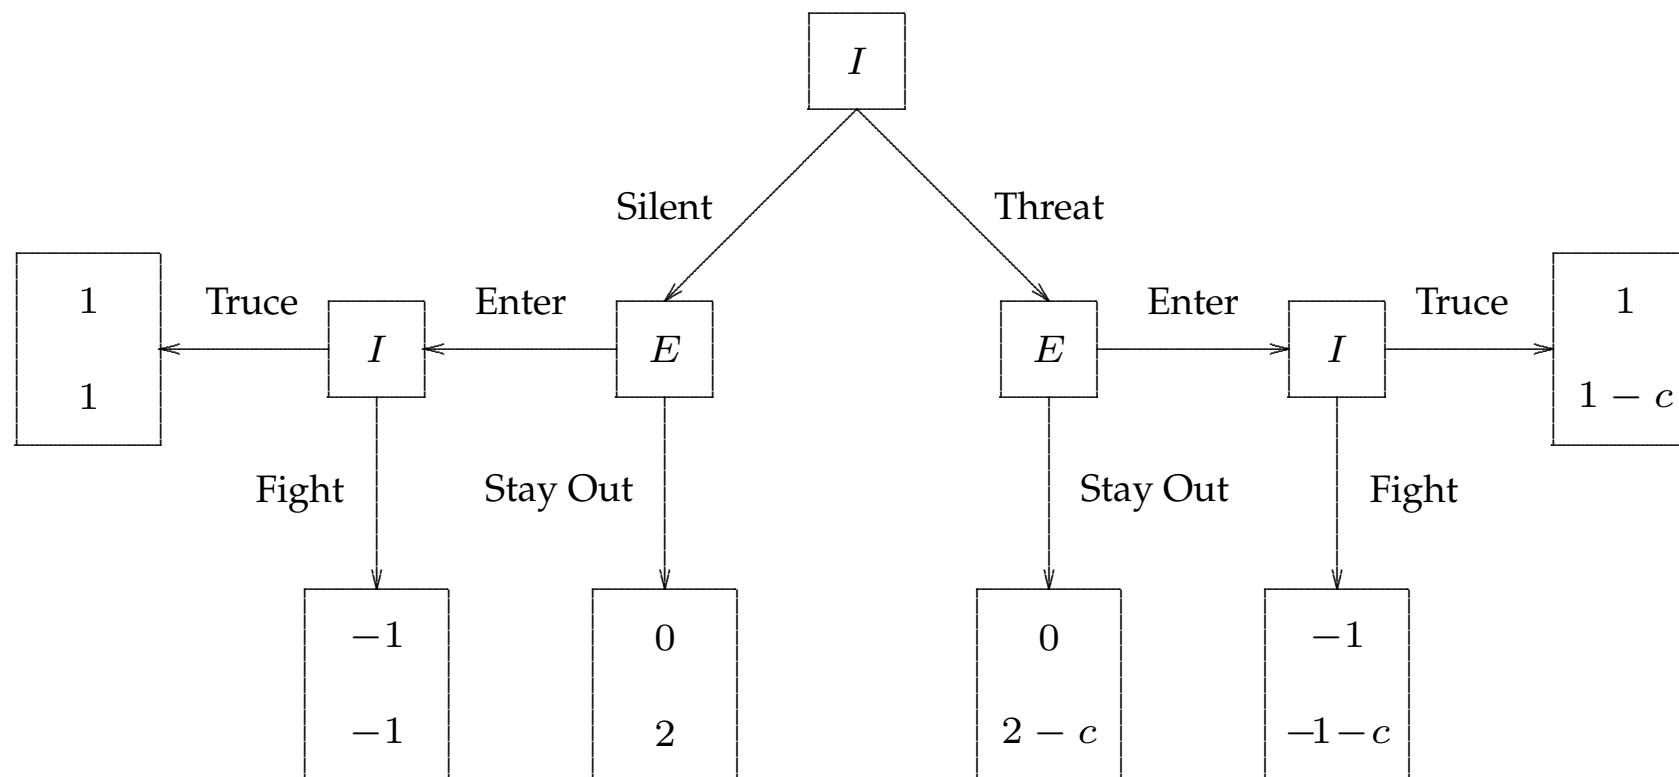 I
Silent
Threat
1
1
Truce
I
Enter
E
E
Enter
I
Truce
1
1 − c
Fight
Stay Out
Stay Out
Fight
−1
−1
0
2
0
2 − c
−1
−1−c